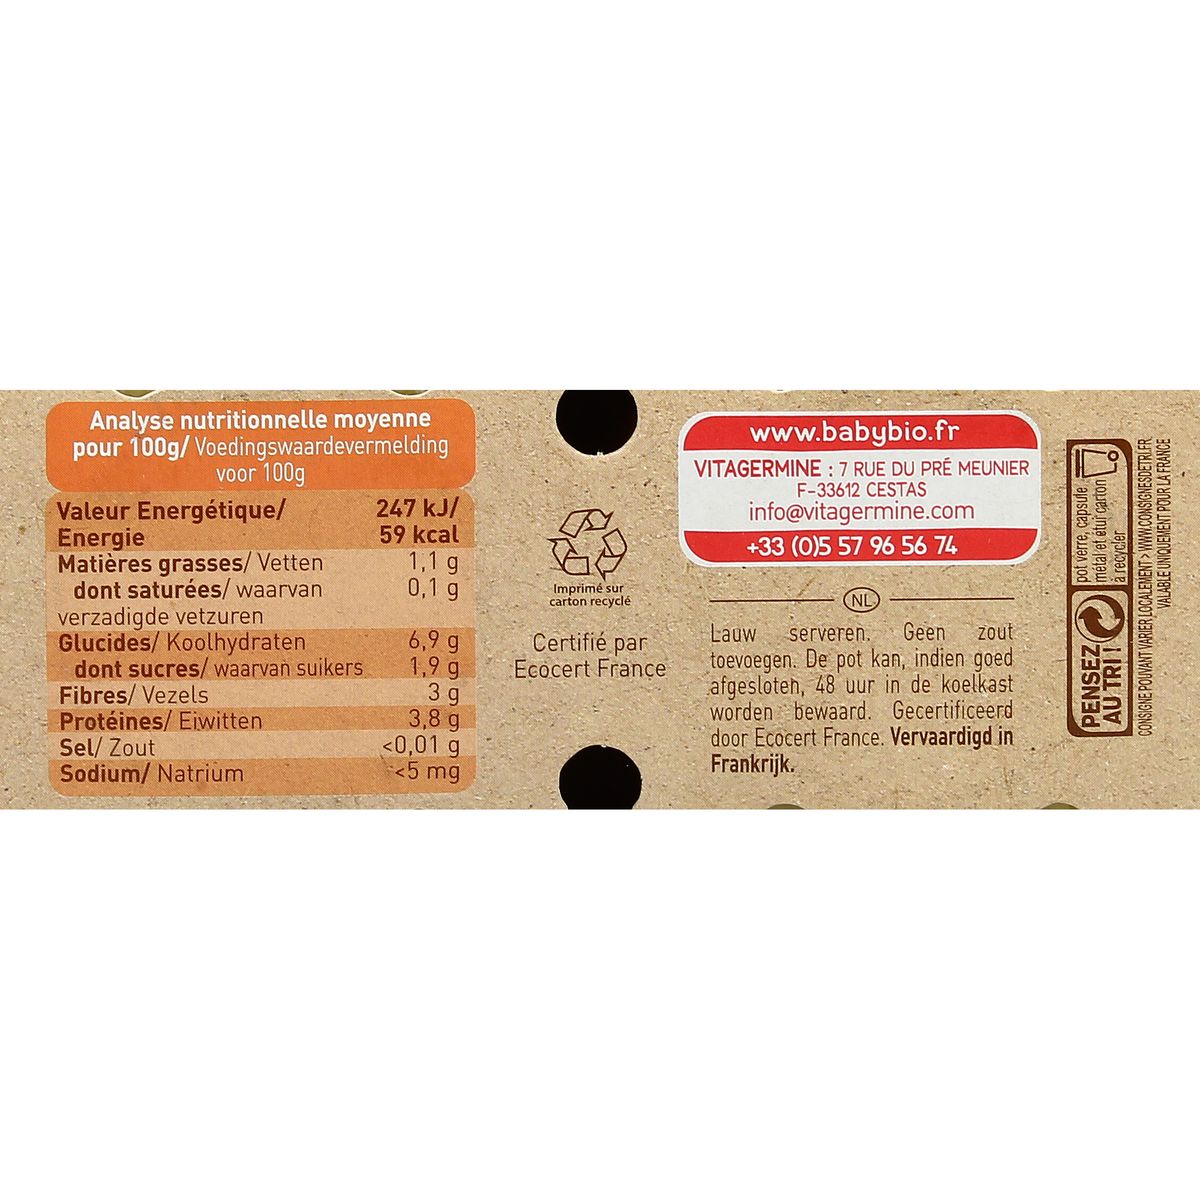 Analyse nutritionnelle moyenne
pour 100g/ Voedingswaardevermelding
voor 100g
Valeur Energétique/ 247 kJ/
Energie 59 kcal
Matières grasses/ Vetten 1,1 g
dont saturées/ waarvan 0,1 g
verzadigde vetzuren
Glucides/ Koolhydraten 6,9 g
dont sucres/ waarvan suikers 1,9 g
Fibres/ Vezels 3 g
Protéines/ Eiwitten 3,8 g
Sel/ Zout <0,01 g
Sodium/ Natrium <5 mg
Imprimé sur
carton recyclé
Certifié par
Ecocert France
www.babybio.fr
VITAGERMINE : 7 RUE DU PRÉ MEUNIER
F-33612 CESTAS
info@vitagermine.com
+33 (0)5 57 96 56 74
NL
Lauw serveren. Geen zout
toevoegen. De pot kan, indien goed
afgesloten, 48 uur in de koelkast
worden bewaard. Gecertificeerd
door Ecocert France. Vervaardigd in
Frankrijk.
PENSEZ
AU TRI !
pot verre, capsule
métal et étui carton
à recycler
CONSIGNE POUVANT VARIER LOCALEMENT > WWW.CONSIGNESDETRI.FR
VALABLE UNIQUEMENT POUR LA FRANCE